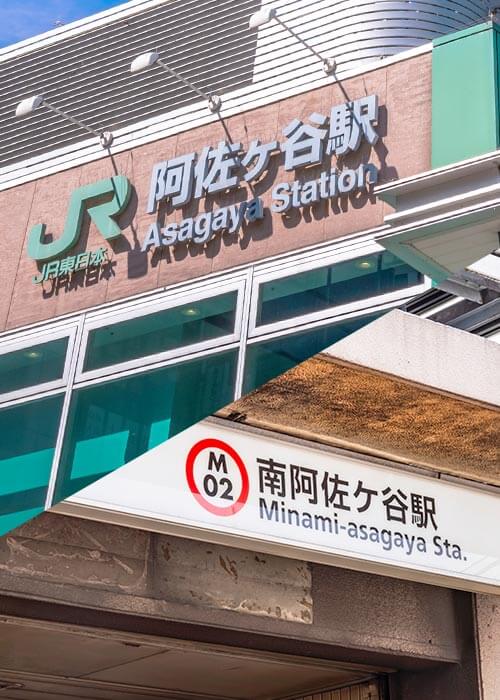 阿佐ケ谷駅
Asagaya Station
JR
JR東日本
M
02
南阿佐ケ谷駅
Minami-asagaya Sta.